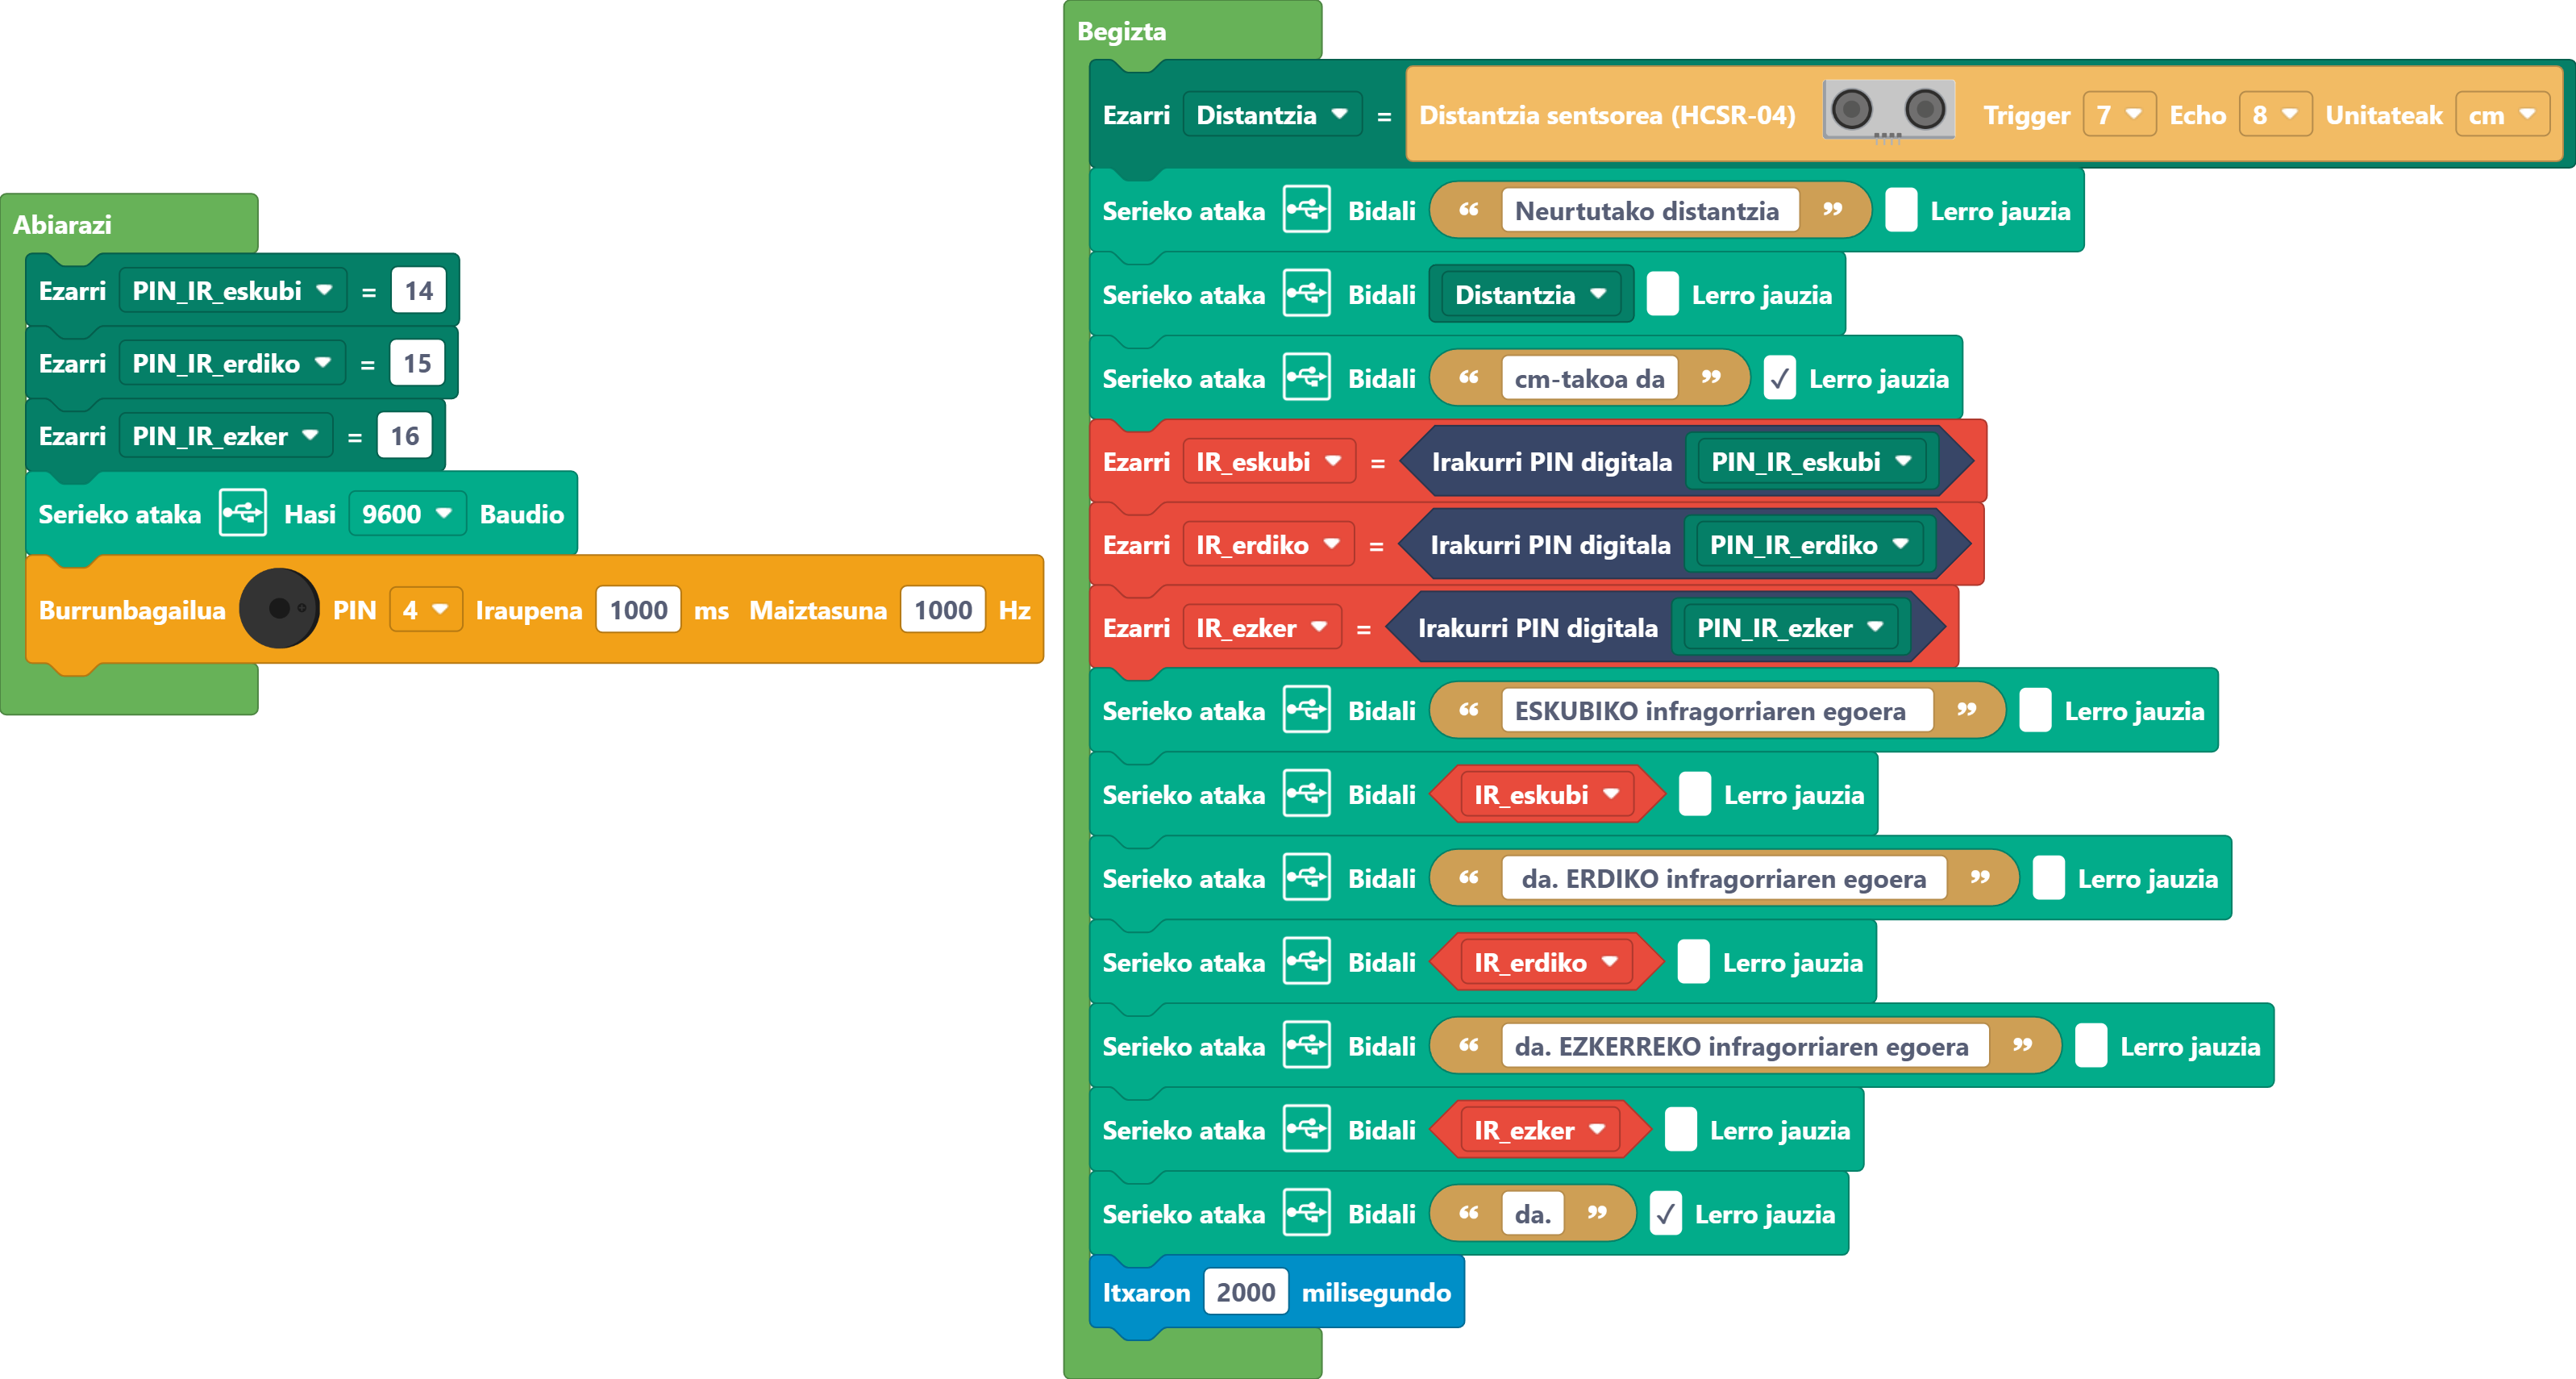 Abiarazi
Ezarri PIN_IR_eskubi = 14
Ezarri PIN_IR_erdiko = 15
Ezarri PIN_IR_ezker = 16
Serieko ataka Hasi 9600 Baudio
Burrunbagailua PIN 4 Iraupena 1000 ms Maiztasuna 1000 Hz
Begizta
Ezarri Distantzia = Distantzia sentsorea (HCSR-04) Trigger 7 Echo 8 Unitateak cm
Serieko ataka Bidali “ Neurtutako distantzia ” Lerro jauzia
Serieko ataka Bidali Distantzia Lerro jauzia
Serieko ataka Bidali “ cm-takoa da ” ✓ Lerro jauzia
Ezarri IR_eskubi = Irakurri PIN digitala PIN_IR_eskubi
Ezarri IR_erdiko = Irakurri PIN digitala PIN_IR_erdiko
Ezarri IR_ezker = Irakurri PIN digitala PIN_IR_ezker
Serieko ataka Bidali “ ESKUBIKO infragorriaren egoera ” Lerro jauzia
Serieko ataka Bidali IR_eskubi Lerro jauzia
Serieko ataka Bidali “ da. ERDIKO infragorriaren egoera ” Lerro jauzia
Serieko ataka Bidali IR_erdiko Lerro jauzia
Serieko ataka Bidali “ da. EZKERREKO infragorriaren egoera ” Lerro jauzia
Serieko ataka Bidali IR_ezker Lerro jauzia
Serieko ataka Bidali “ da. ” ✓ Lerro jauzia
Itxaron 2000 milisegundo